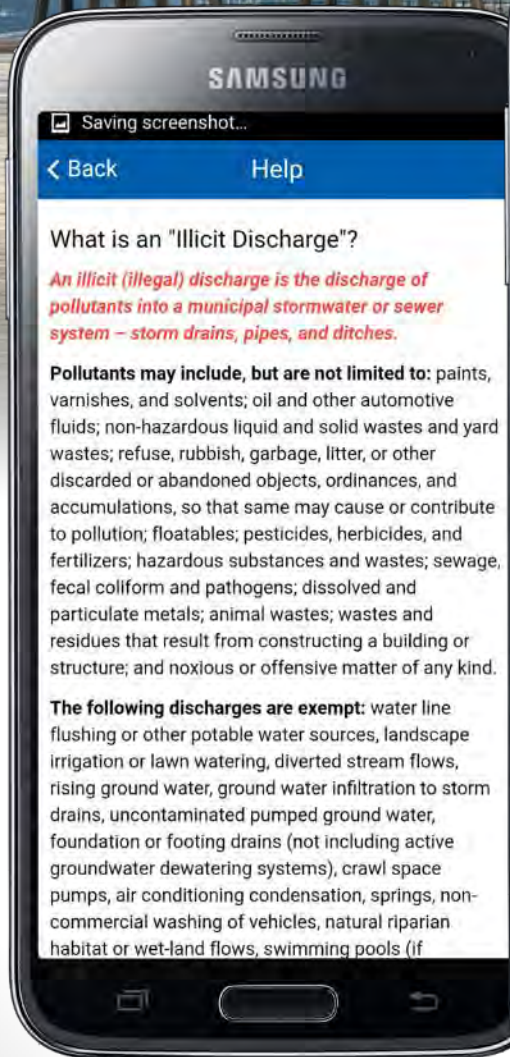 SAMSUNG
Saving screenshot...
Back Help
What is an "Illicit Discharge"?
An illicit (illegal) discharge is the discharge of
pollutants into a municipal stormwater or sewer
system – storm drains, pipes, and ditches.
Pollutants may include, but are not limited to: paints,
varnishes, and solvents; oil and other automotive
fluids; non-hazardous liquid and solid wastes and yard
wastes; refuse, rubbish, garbage, litter, or other
discarded or abandoned objects, ordinances, and
accumulations, so that same may cause or contribute
to pollution; floatables; pesticides, herbicides, and
fertilizers; hazardous substances and wastes; sewage,
fecal coliform and pathogens; dissolved and
particulate metals; animal wastes; wastes and
residues that result from constructing a building or
structure; and noxious or offensive matter of any kind.
The following discharges are exempt: water line
flushing or other potable water sources, landscape
irrigation or lawn watering, diverted stream flows,
rising ground water, ground water infiltration to storm
drains, uncontaminated pumped ground water,
foundation or footing drains (not including active
groundwater dewatering systems), crawl space
pumps, air conditioning condensation, springs, non-
commercial washing of vehicles, natural riparian
habitat or wet-land flows, swimming pools (if